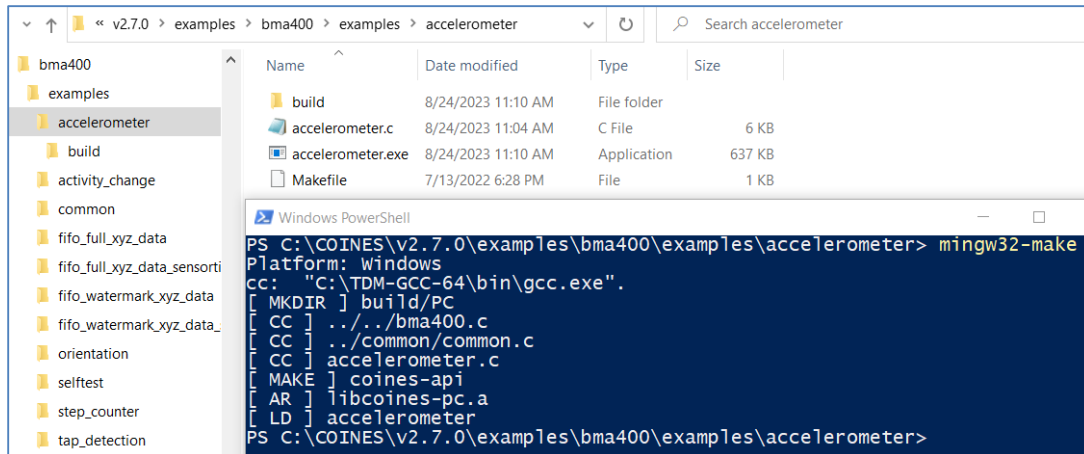 « v2.7.0 > examples > bma400 > examples > accelerometer
Search accelerometer
bma400
examples
accelerometer
build
activity_change
common
fifo_full_xyz_data
fifo_full_xyz_data_sensorti
fifo_watermark_xyz_data
fifo_watermark_xyz_data_
orientation
selftest
step_counter
tap_detection
Name Date modified Type Size
build 8/24/2023 11:10 AM File folder
accelerometer.c 8/24/2023 11:04 AM C File 6 KB
accelerometer.exe 8/24/2023 11:10 AM Application 637 KB
Makefile 7/13/2022 6:28 PM File 1 KB
Windows PowerShell
PS C:\COINES\v2.7.0\examples\bma400\examples\accelerometer> mingw32-make
Platform: Windows
cc:  "C:\TDM-GCC-64\bin\gcc.exe".
[ MKDIR ] build/PC
[ CC ] ../../bma400.c
[ CC ] ../common/common.c
[ CC ] accelerometer.c
[ MAKE ] coines-api
[ AR ] libcoines-pc.a
[ LD ] accelerometer
PS C:\COINES\v2.7.0\examples\bma400\examples\accelerometer>